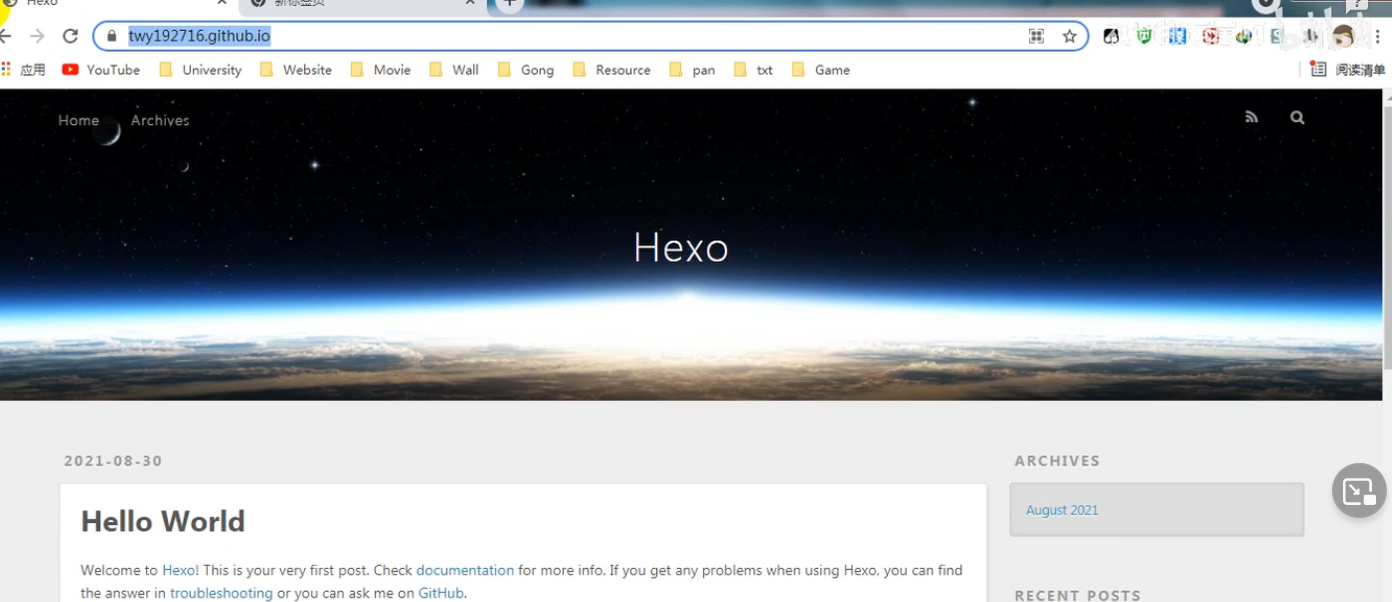 Hexo
新标签页
twy192716.github.io
应用 YouTube University Website Movie Wall Gong Resource pan txt Game 阅读清单
Home Archives
Hexo
2021-08-30
ARCHIVES
Hello World
August 2021
Welcome to Hexo! This is your very first post. Check documentation for more info. If you get any problems when using Hexo, you can find
the answer in troubleshooting or you can ask me on GitHub.
RECENT POSTS